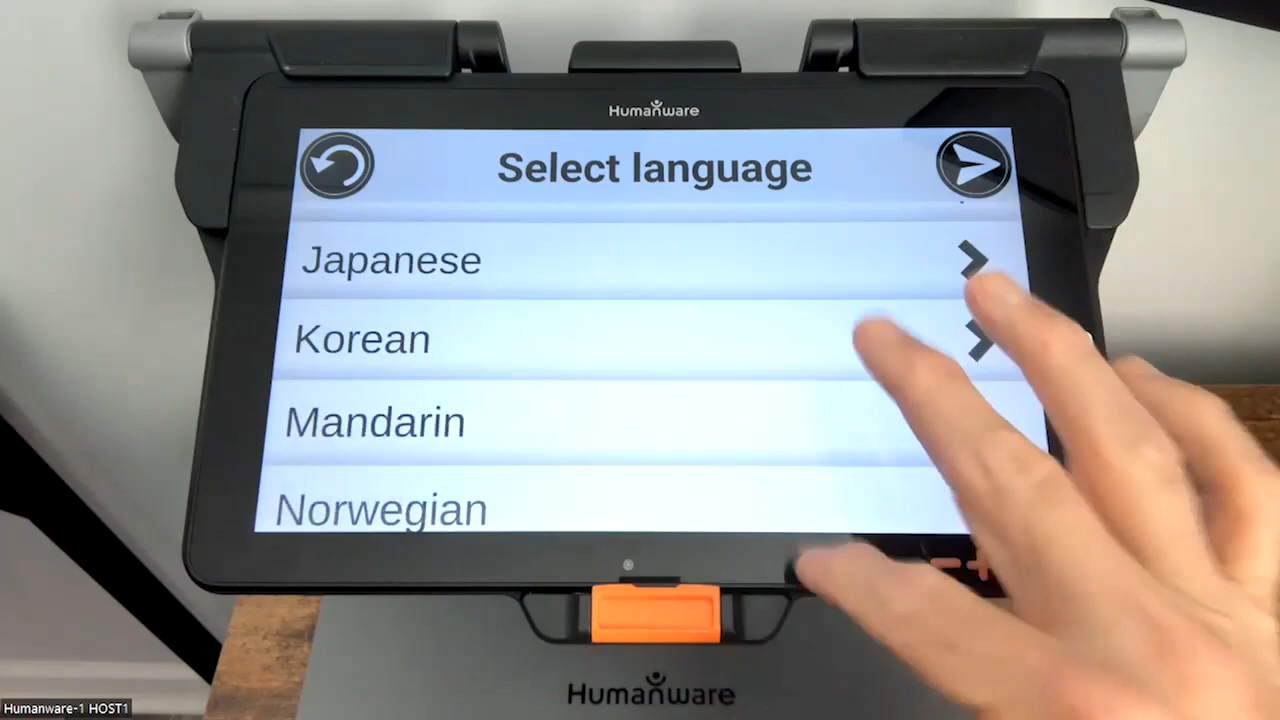 Humanware
Select language
Japanese
Korean
Mandarin
Norwegian
Humanware
Humanware-1 HOST1